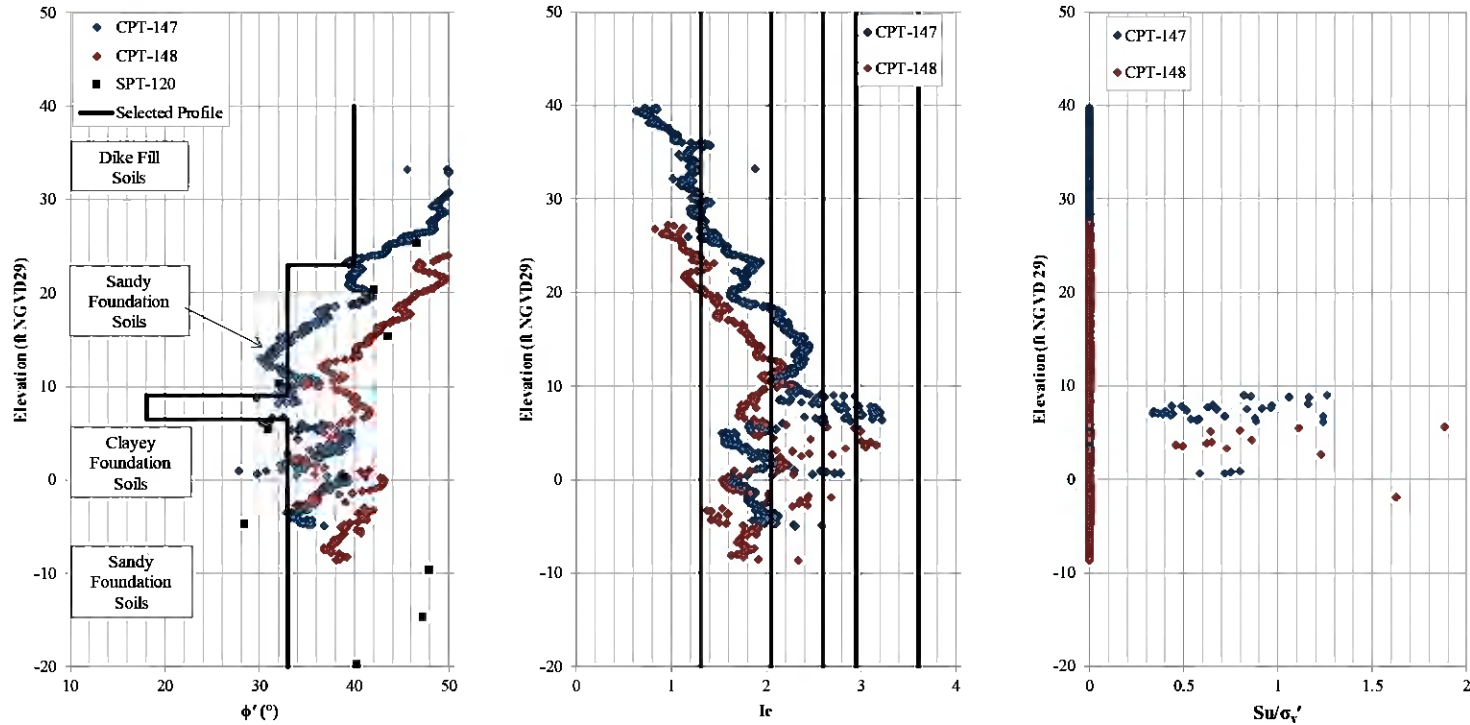 CPT-147
CPT-148
SPT-120
Selected Profile
Dike Fill
Soils
Sandy
Foundation
Soils
Clayey
Foundation
Soils
Sandy
Foundation
Soils
Elevation (ft NGVD29)
50
40
30
20
10
0
-10
-20
10
20
30
40
50
ϕ′ (°)
CPT-147
CPT-148
Elevation (ft NGVD29)
50
40
30
20
10
0
-10
-20
0
1
2
3
4
Ic
CPT-147
CPT-148
Elevation (ft NGVD 29)
50
40
30
20
10
0
-10
-20
0
0.5
1
1.5
2
Su/σv′